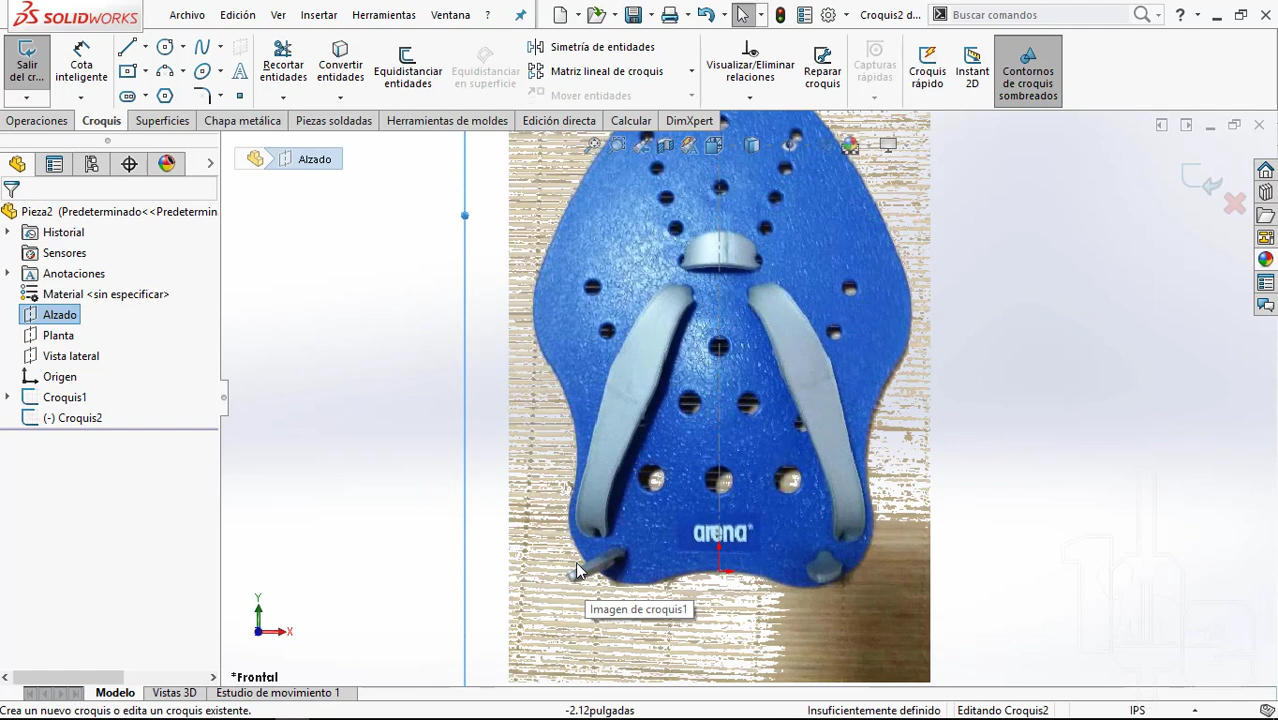 SOLIDWORKS
Archivo Edición Ver Insertar Herramientas Ventana ?
Croquis2 d...
Buscar comandos
?
Salir del cr...
Cota inteligente
Recortar entidades
Convertir entidades
Equidistanciar entidades
Equidistanciar en superficie
Simetría de entidades
Matriz lineal de croquis
Mover entidades
Visualizar/Eliminar relaciones
Reparar croquis
Capturas rápidas
Croquis rápido
Instant 2D
Contornos de croquis sombreados
Operaciones Croquis Superficies Chapa metálica Piezas soldadas Herramientas de moldes Edición directa Calcular DimXpert
Alzado
Pieza2 (Predeterminado<<Predeterm
Historial
Sensores
Anotaciones
Material <sin especificar>
Alzado
Planta
Vista lateral
Origen
Croquis1
(-) Croquis2
arena
Imagen de croquis1
Y
X
*Frontal
Modelo Vistas 3D Estudio de movimiento 1
Crea un nuevo croquis o edita un croquis existente.
-2.12pulgadas
Insuficientemente definido
Editando Croquis2
IPS